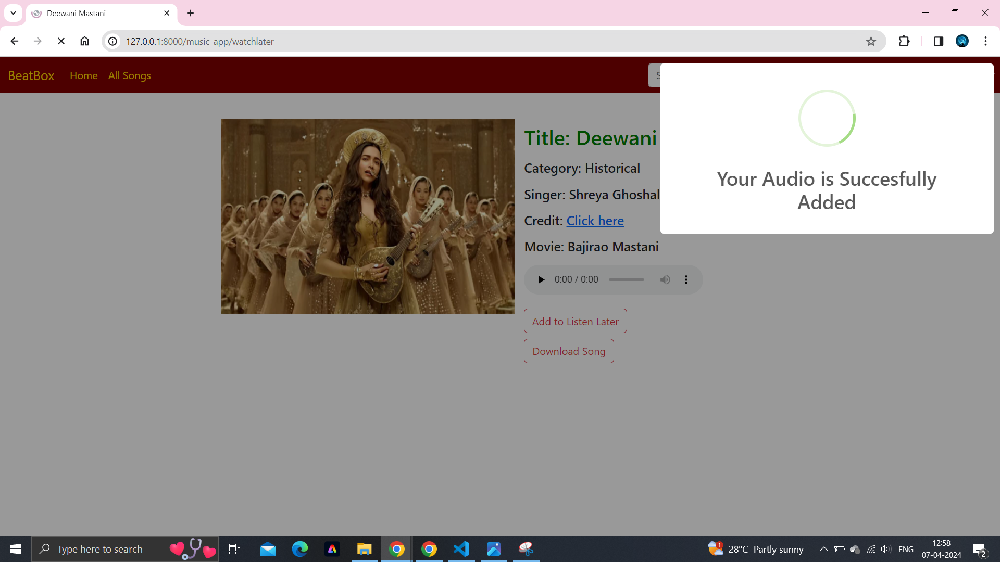 Deewani Mastani
127.0.0.1:8000/music_app/watchlater
BeatBox Home All Songs S
Title: Deewani
Category: Historical
Singer: Shreya Ghoshal
Credit: Click here
Movie: Bajirao Mastani
0:00 / 0:00
Add to Listen Later
Download Song
Your Audio is Succesfully
Added
Type here to search
1
28°C Partly sunny
ENG
12:58
07-04-2024
2